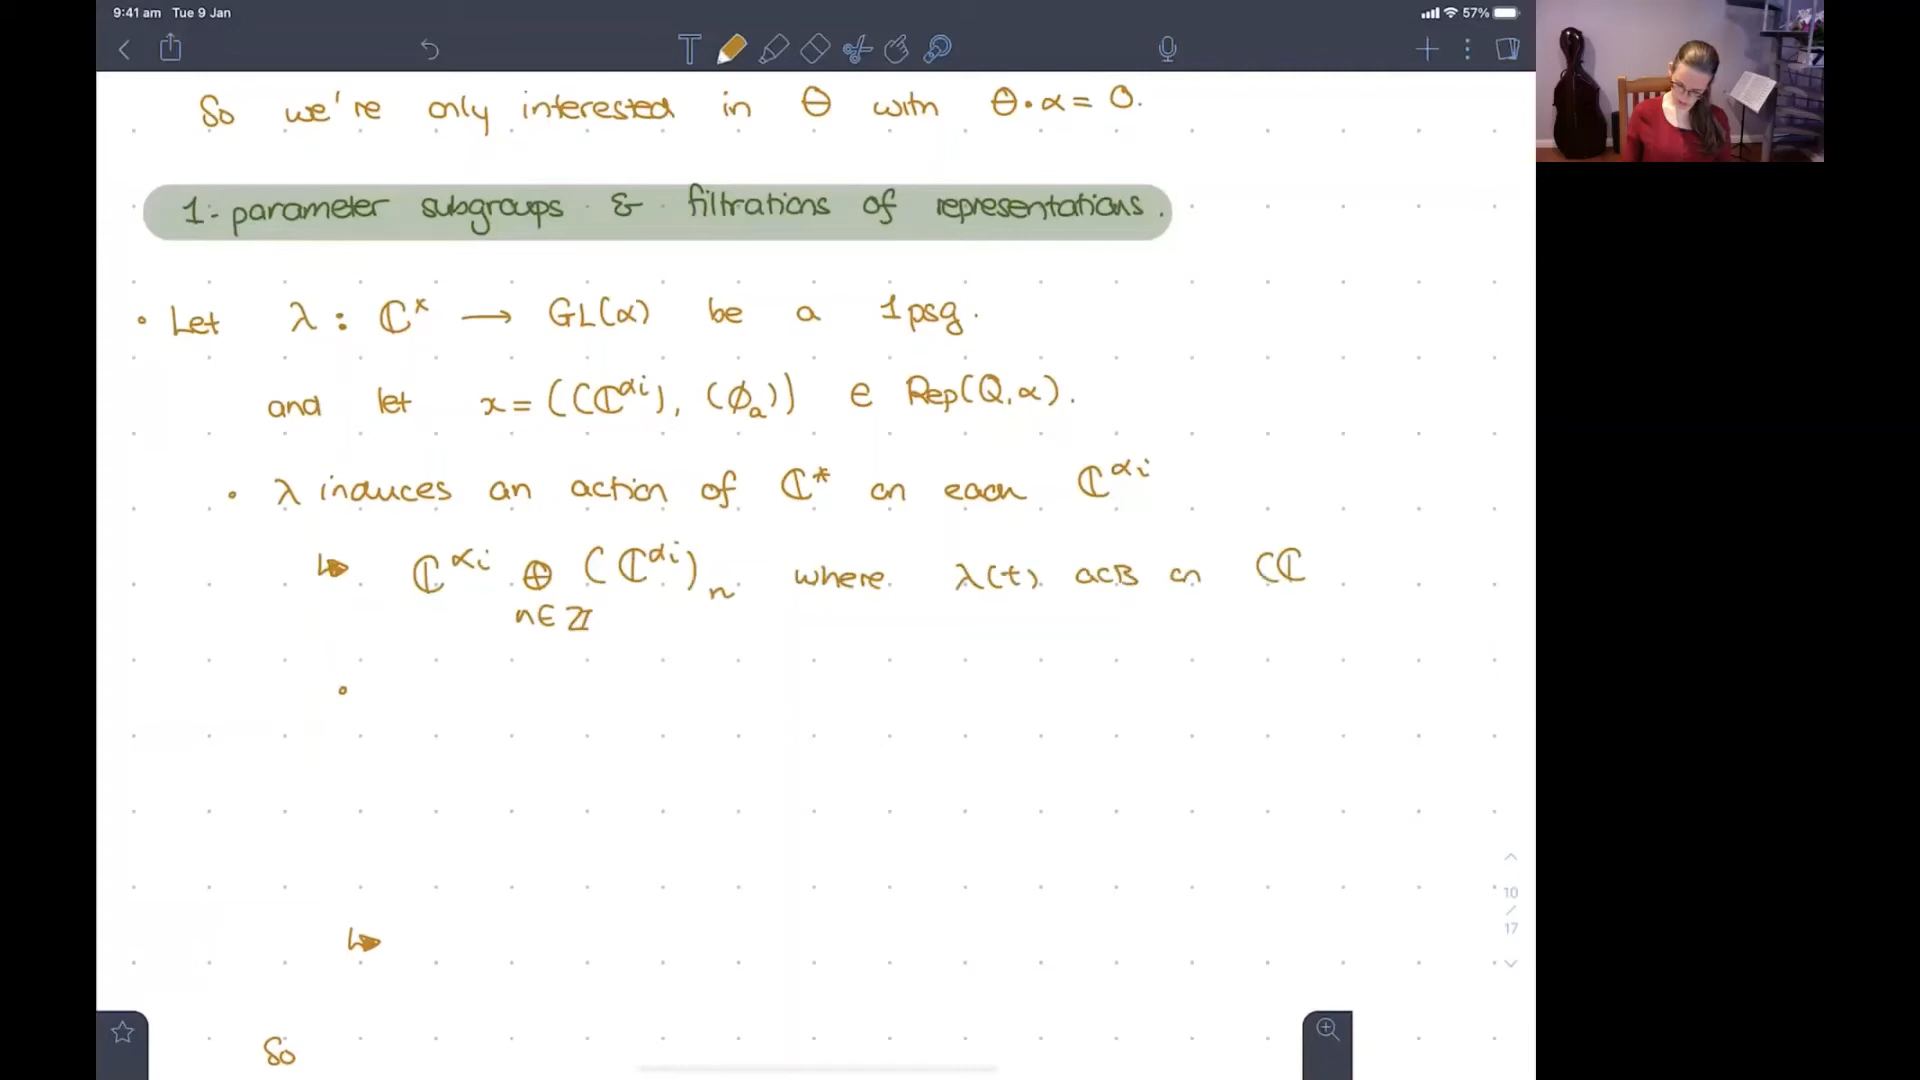 9:41 am Tue 9 Jan
57%
So we're only interested in θ with θ·α = 0.
1-parameter subgroups & filtrations of representations.
• Let λ : ℂ* → GL(α) be a 1psg.
and let x = ((ℂ^αi), (ϕ_a)) ∈ Rep(Q, α).
• λ induces an action of ℂ* on each ℂ^αi
↳ ℂ^αi ⊕_{n∈ℤ} (ℂ^αi)_n where λ(t) acts on (ℂ
•
↳
So
10
/
17